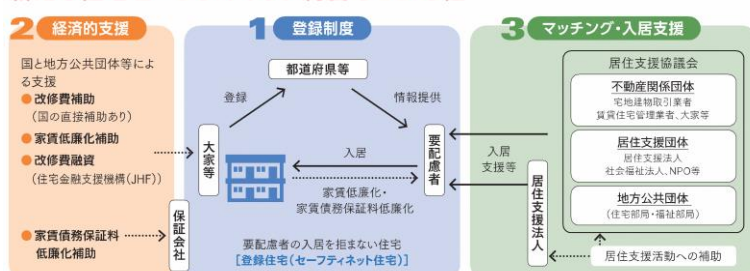 2 経済的支援
国と地方公共団体等によ
る支援
●改修費補助
（国の直接補助あり）
●家賃低廉化補助
●改修費融資
（住宅金融支援機構（JHF））
●家賃債務保証料
低廉化補助
1 登録制度
都道府県等
登録
情報提供
大家等
入居
要配慮者
家賃低廉化・
家賃債務保証料低廉化
保証会社
要配慮者の入居を拒まない住宅
［登録住宅（セーフティネット住宅）］
3 マッチング・入居支援
入居
支援等
居住支援法人
居住支援協議会
不動産関係団体
宅地建物取引業者
賃貸住宅管理業者、大家等
居住支援団体
居住支援法人
社会福祉法人、NPO等
地方公共団体
（住宅部局・福祉部局）
居住支援活動への補助